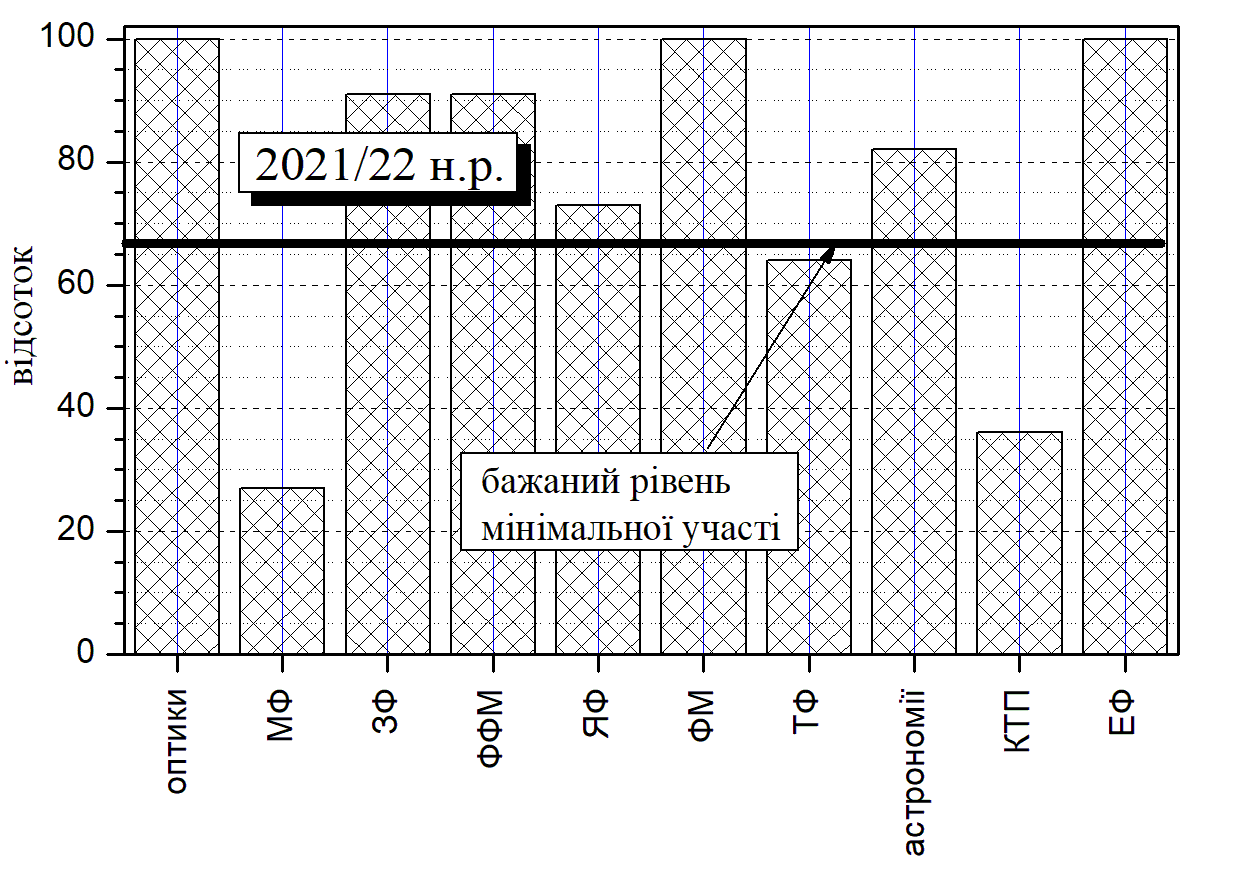 100
80
60
40
20
0
відсоток
2021/22 н.р.
бажаний рівень
мінімальної участі
оптики
МФ
ЗФ
ФФМ
ЯФ
ФМ
ТФ
астрономії
КТП
ЕФ